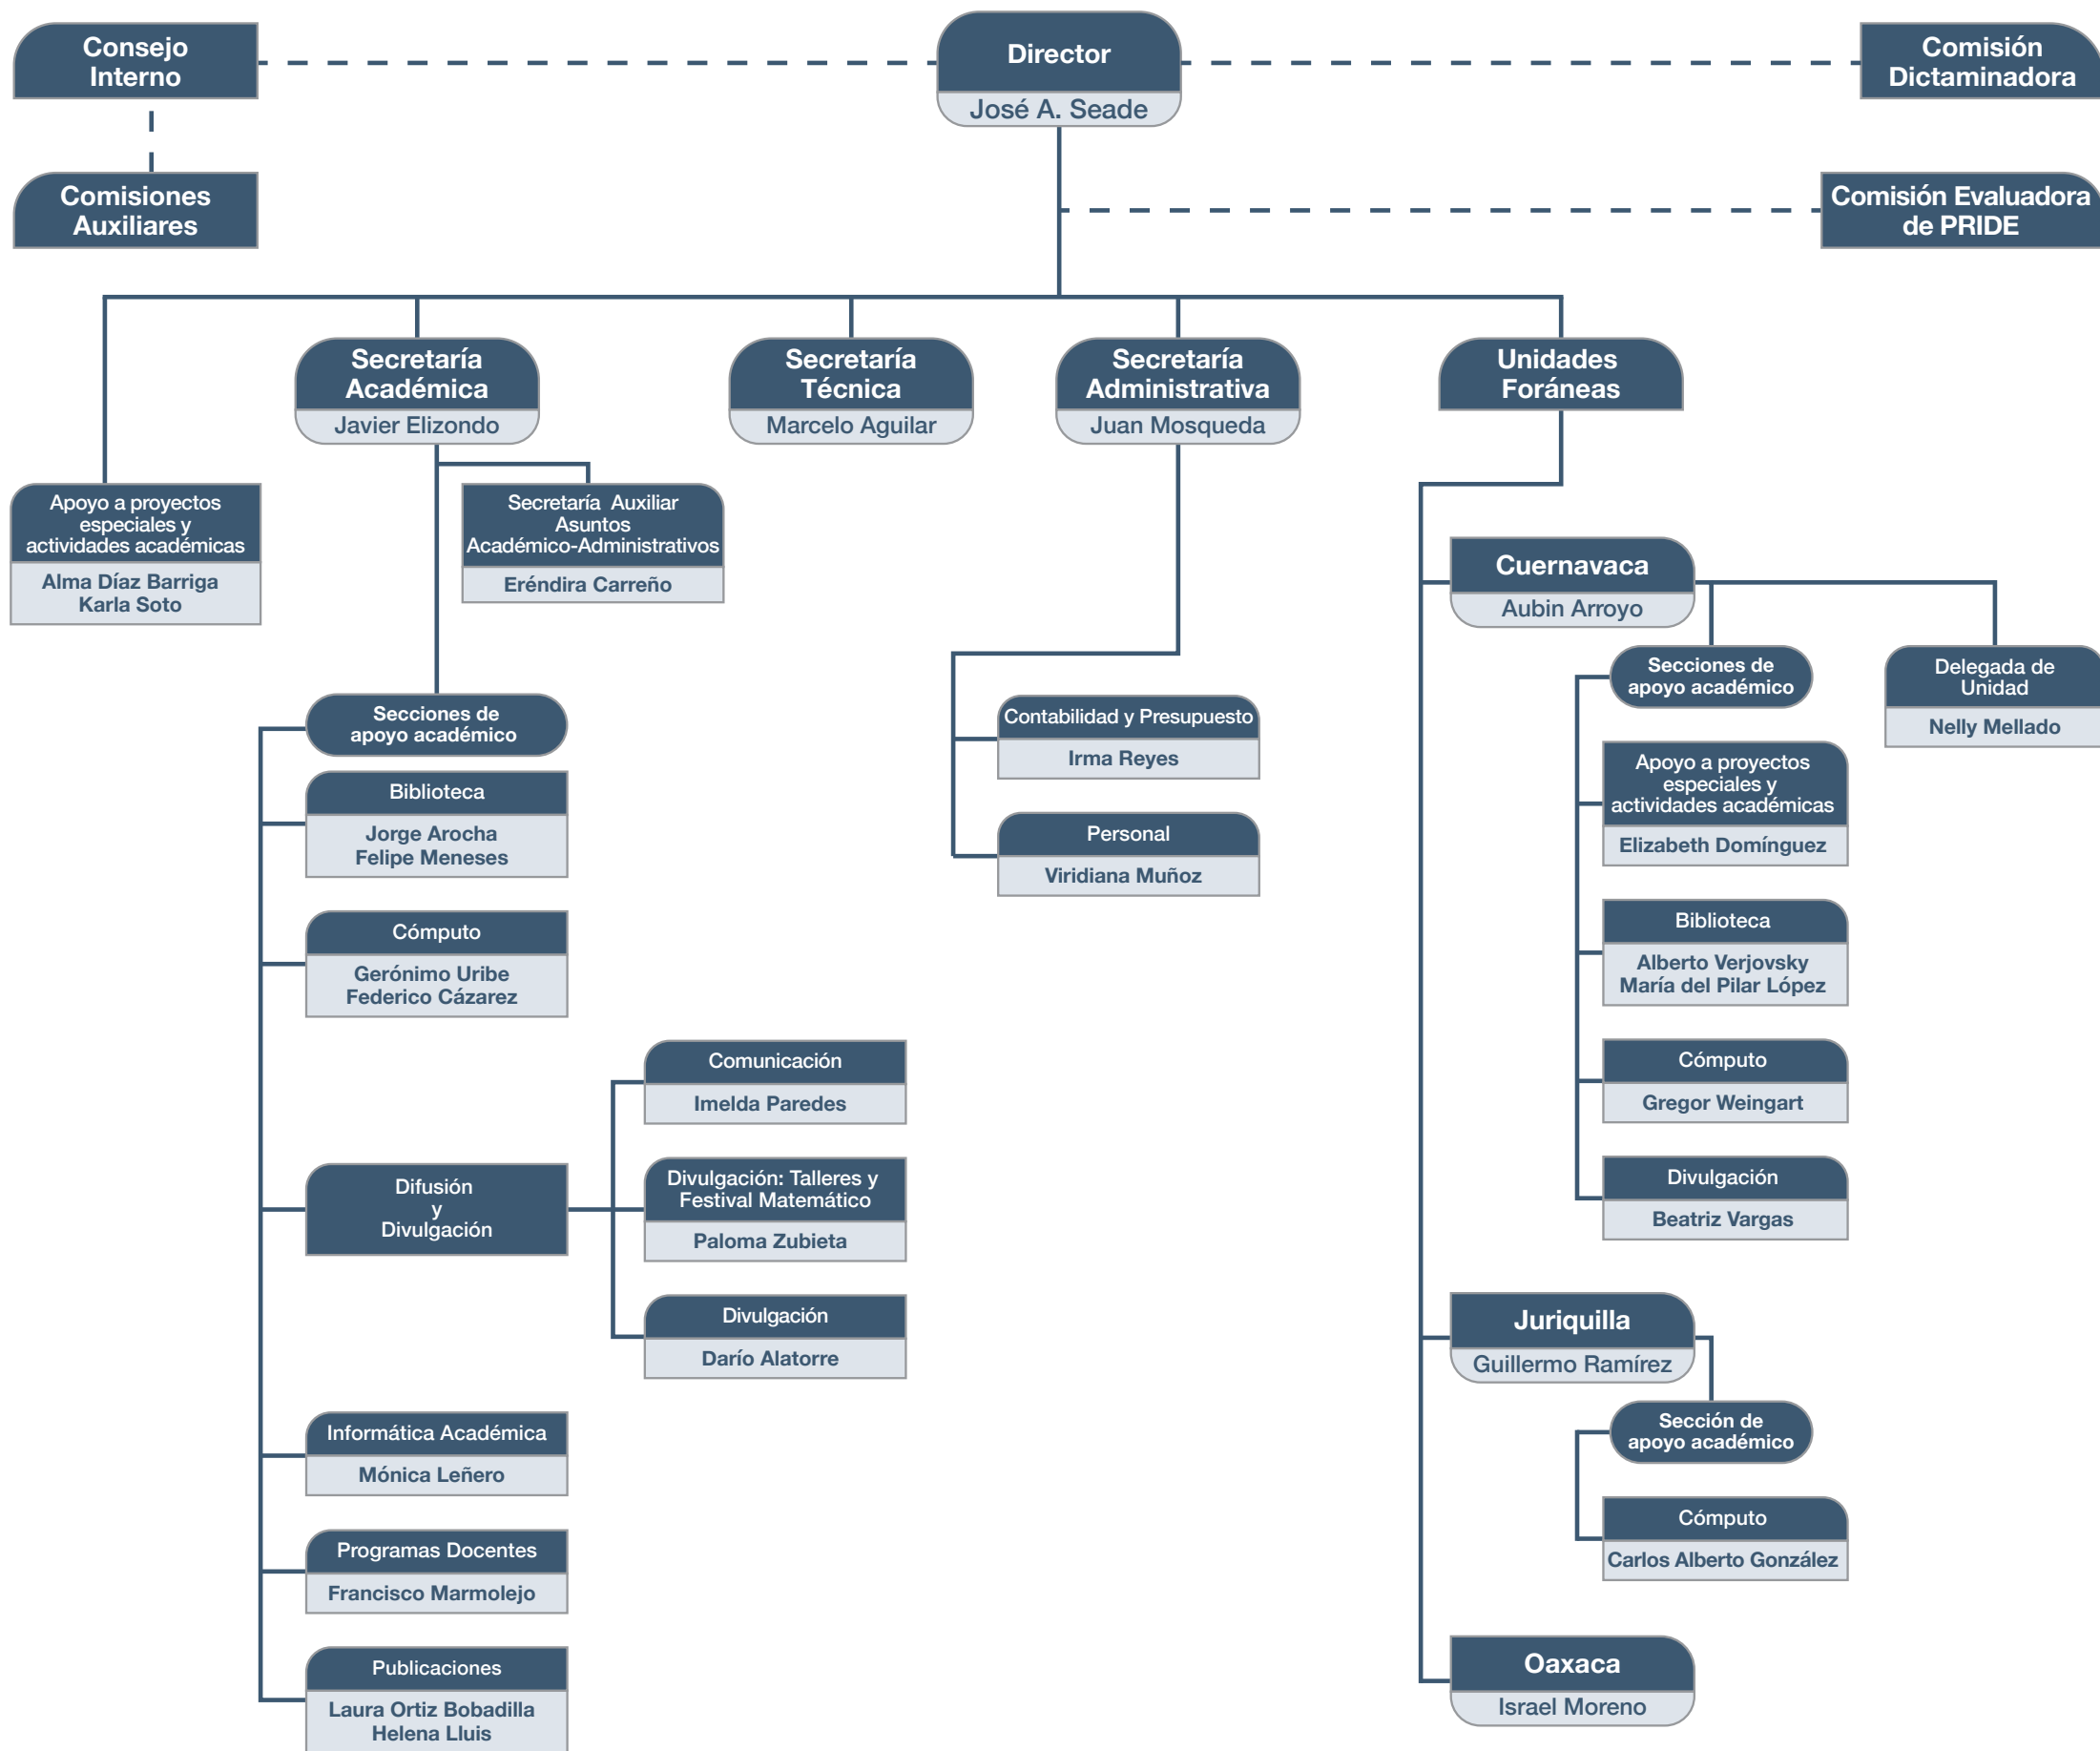 Consejo
Interno
Director
José A. Seade
Comisión
Dictaminadora
Comisiones
Auxiliares
Comisión Evaluadora
de PRIDE
Secretaría
Académica
Javier Elizondo
Secretaría
Técnica
Marcelo Aguilar
Secretaría
Administrativa
Juan Mosqueda
Unidades
Foráneas
Apoyo a proyectos
especiales y
actividades académicas
Alma Díaz Barriga
Karla Soto
Secretaría Auxiliar
Asuntos
Académico-Administrativos
Eréndira Carreño
Secciones de
apoyo académico
Biblioteca
Jorge Arocha
Felipe Meneses
Cómputo
Gerónimo Uribe
Federico Cázarez
Difusión
y
Divulgación
Comunicación
Imelda Paredes
Divulgación: Talleres y
Festival Matemático
Paloma Zubieta
Divulgación
Darío Alatorre
Informática Académica
Mónica Leñero
Programas Docentes
Francisco Marmolejo
Publicaciones
Laura Ortiz Bobadilla
Helena Lluis
Contabilidad y Presupuesto
Irma Reyes
Personal
Viridiana Muñoz
Cuernavaca
Aubin Arroyo
Secciones de
apoyo académico
Delegada de
Unidad
Nelly Mellado
Apoyo a proyectos
especiales y
actividades académicas
Elizabeth Domínguez
Biblioteca
Alberto Verjovsky
María del Pilar López
Cómputo
Gregor Weingart
Divulgación
Beatriz Vargas
Juriquilla
Guillermo Ramírez
Sección de
apoyo académico
Cómputo
Carlos Alberto González
Oaxaca
Israel Moreno